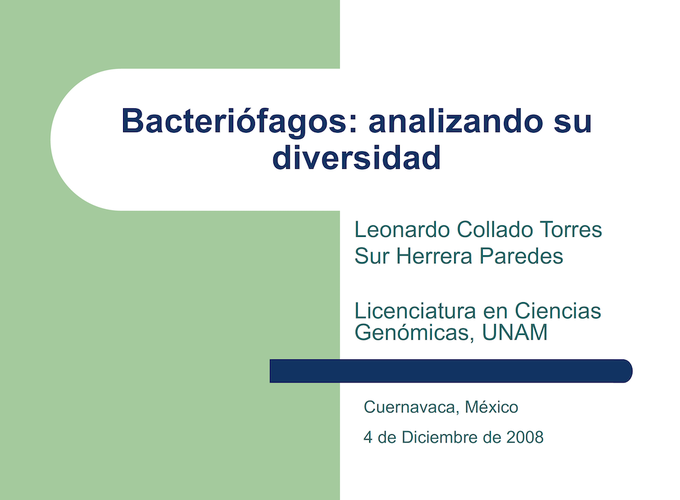 Bacteriófagos: analizando su
diversidad
Leonardo Collado Torres
Sur Herrera Paredes
Licenciatura en Ciencias
Genómicas, UNAM
Cuernavaca, México
4 de Diciembre de 2008